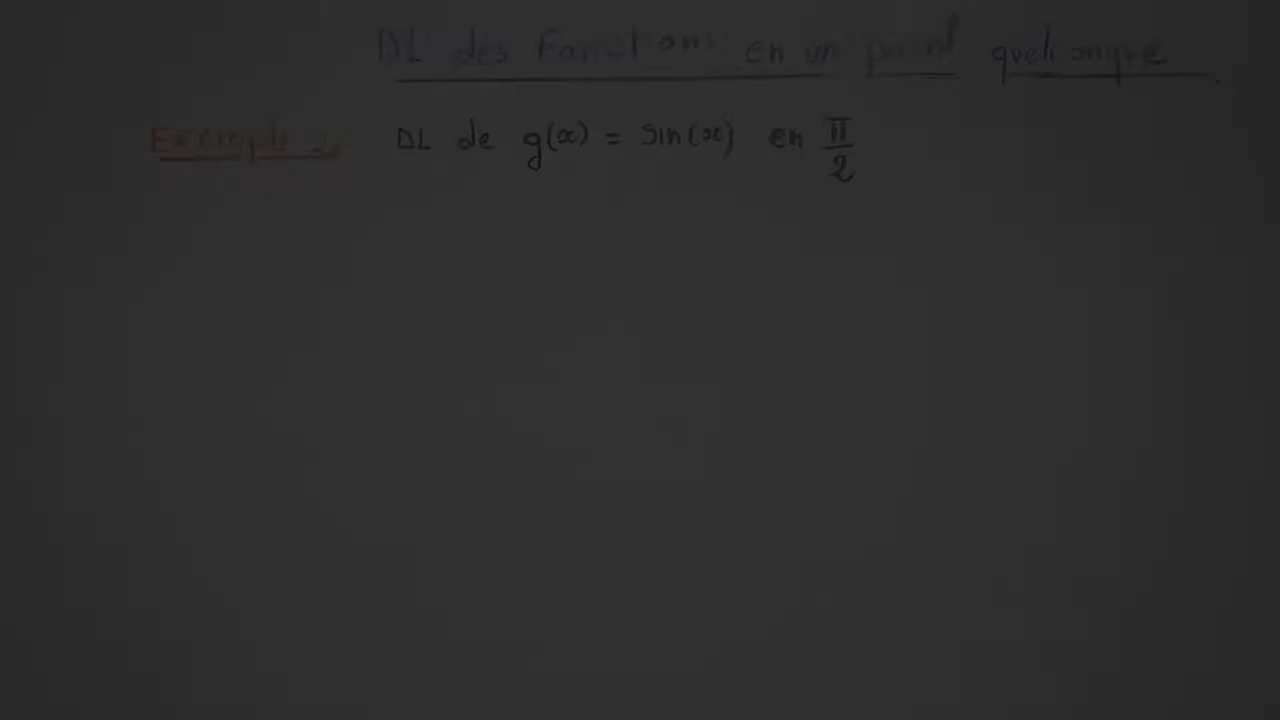 DL des Fonctions en un point quelconque
Exemple 2: DL de g(x) = sin(x) en π/2